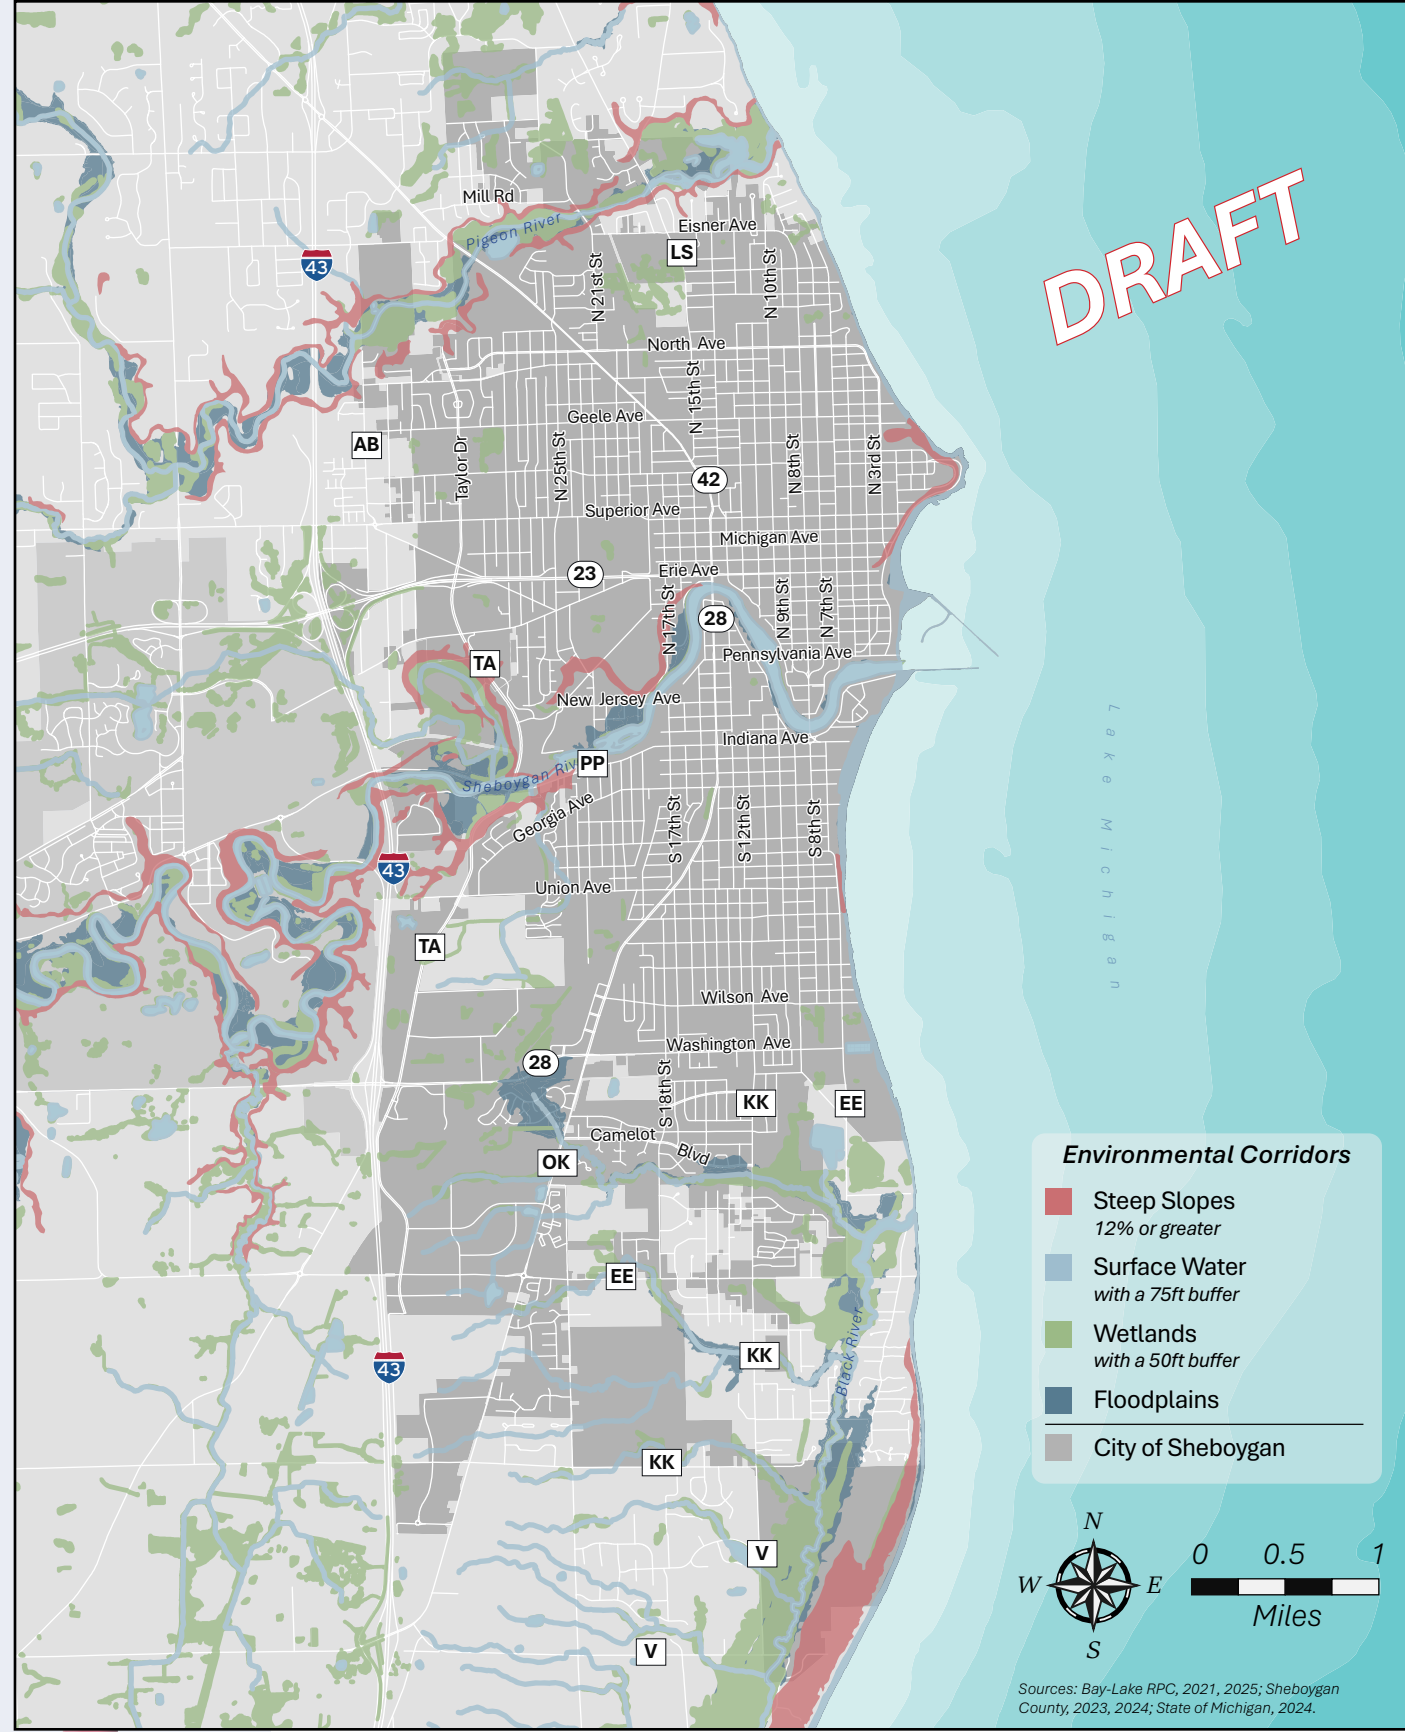 DRAFT
Mill Rd
Pigeon River
Eisner Ave
LS
43
N 21st St
N 10th St
North Ave
N 15th St
Geele Ave
AB
Taylor Dr
N 25th St
42
N 8th St
N 3rd St
Superior Ave
Michigan Ave
23
Erie Ave
N 17th St
28
N 9th St
N 7th St
Pennsylvania Ave
TA
New Jersey Ave
Indiana Ave
Lake Michigan
PP
Sheboygan Riv
Georgia Ave
S 17th St
S 12th St
S 8th St
43
Union Ave
TA
Wilson Ave
Washington Ave
28
S 18th St
KK
EE
Camelot Blvd
OK
EE
KK
Black River
43
KK
V
V
Environmental Corridors
Steep Slopes
12% or greater
Surface Water
with a 75ft buffer
Wetlands
with a 50ft buffer
Floodplains
City of Sheboygan
N
W E
S
0 0.5 1
Miles
Sources: Bay-Lake RPC, 2021, 2025; Sheboygan
County, 2023, 2024; State of Michigan, 2024.